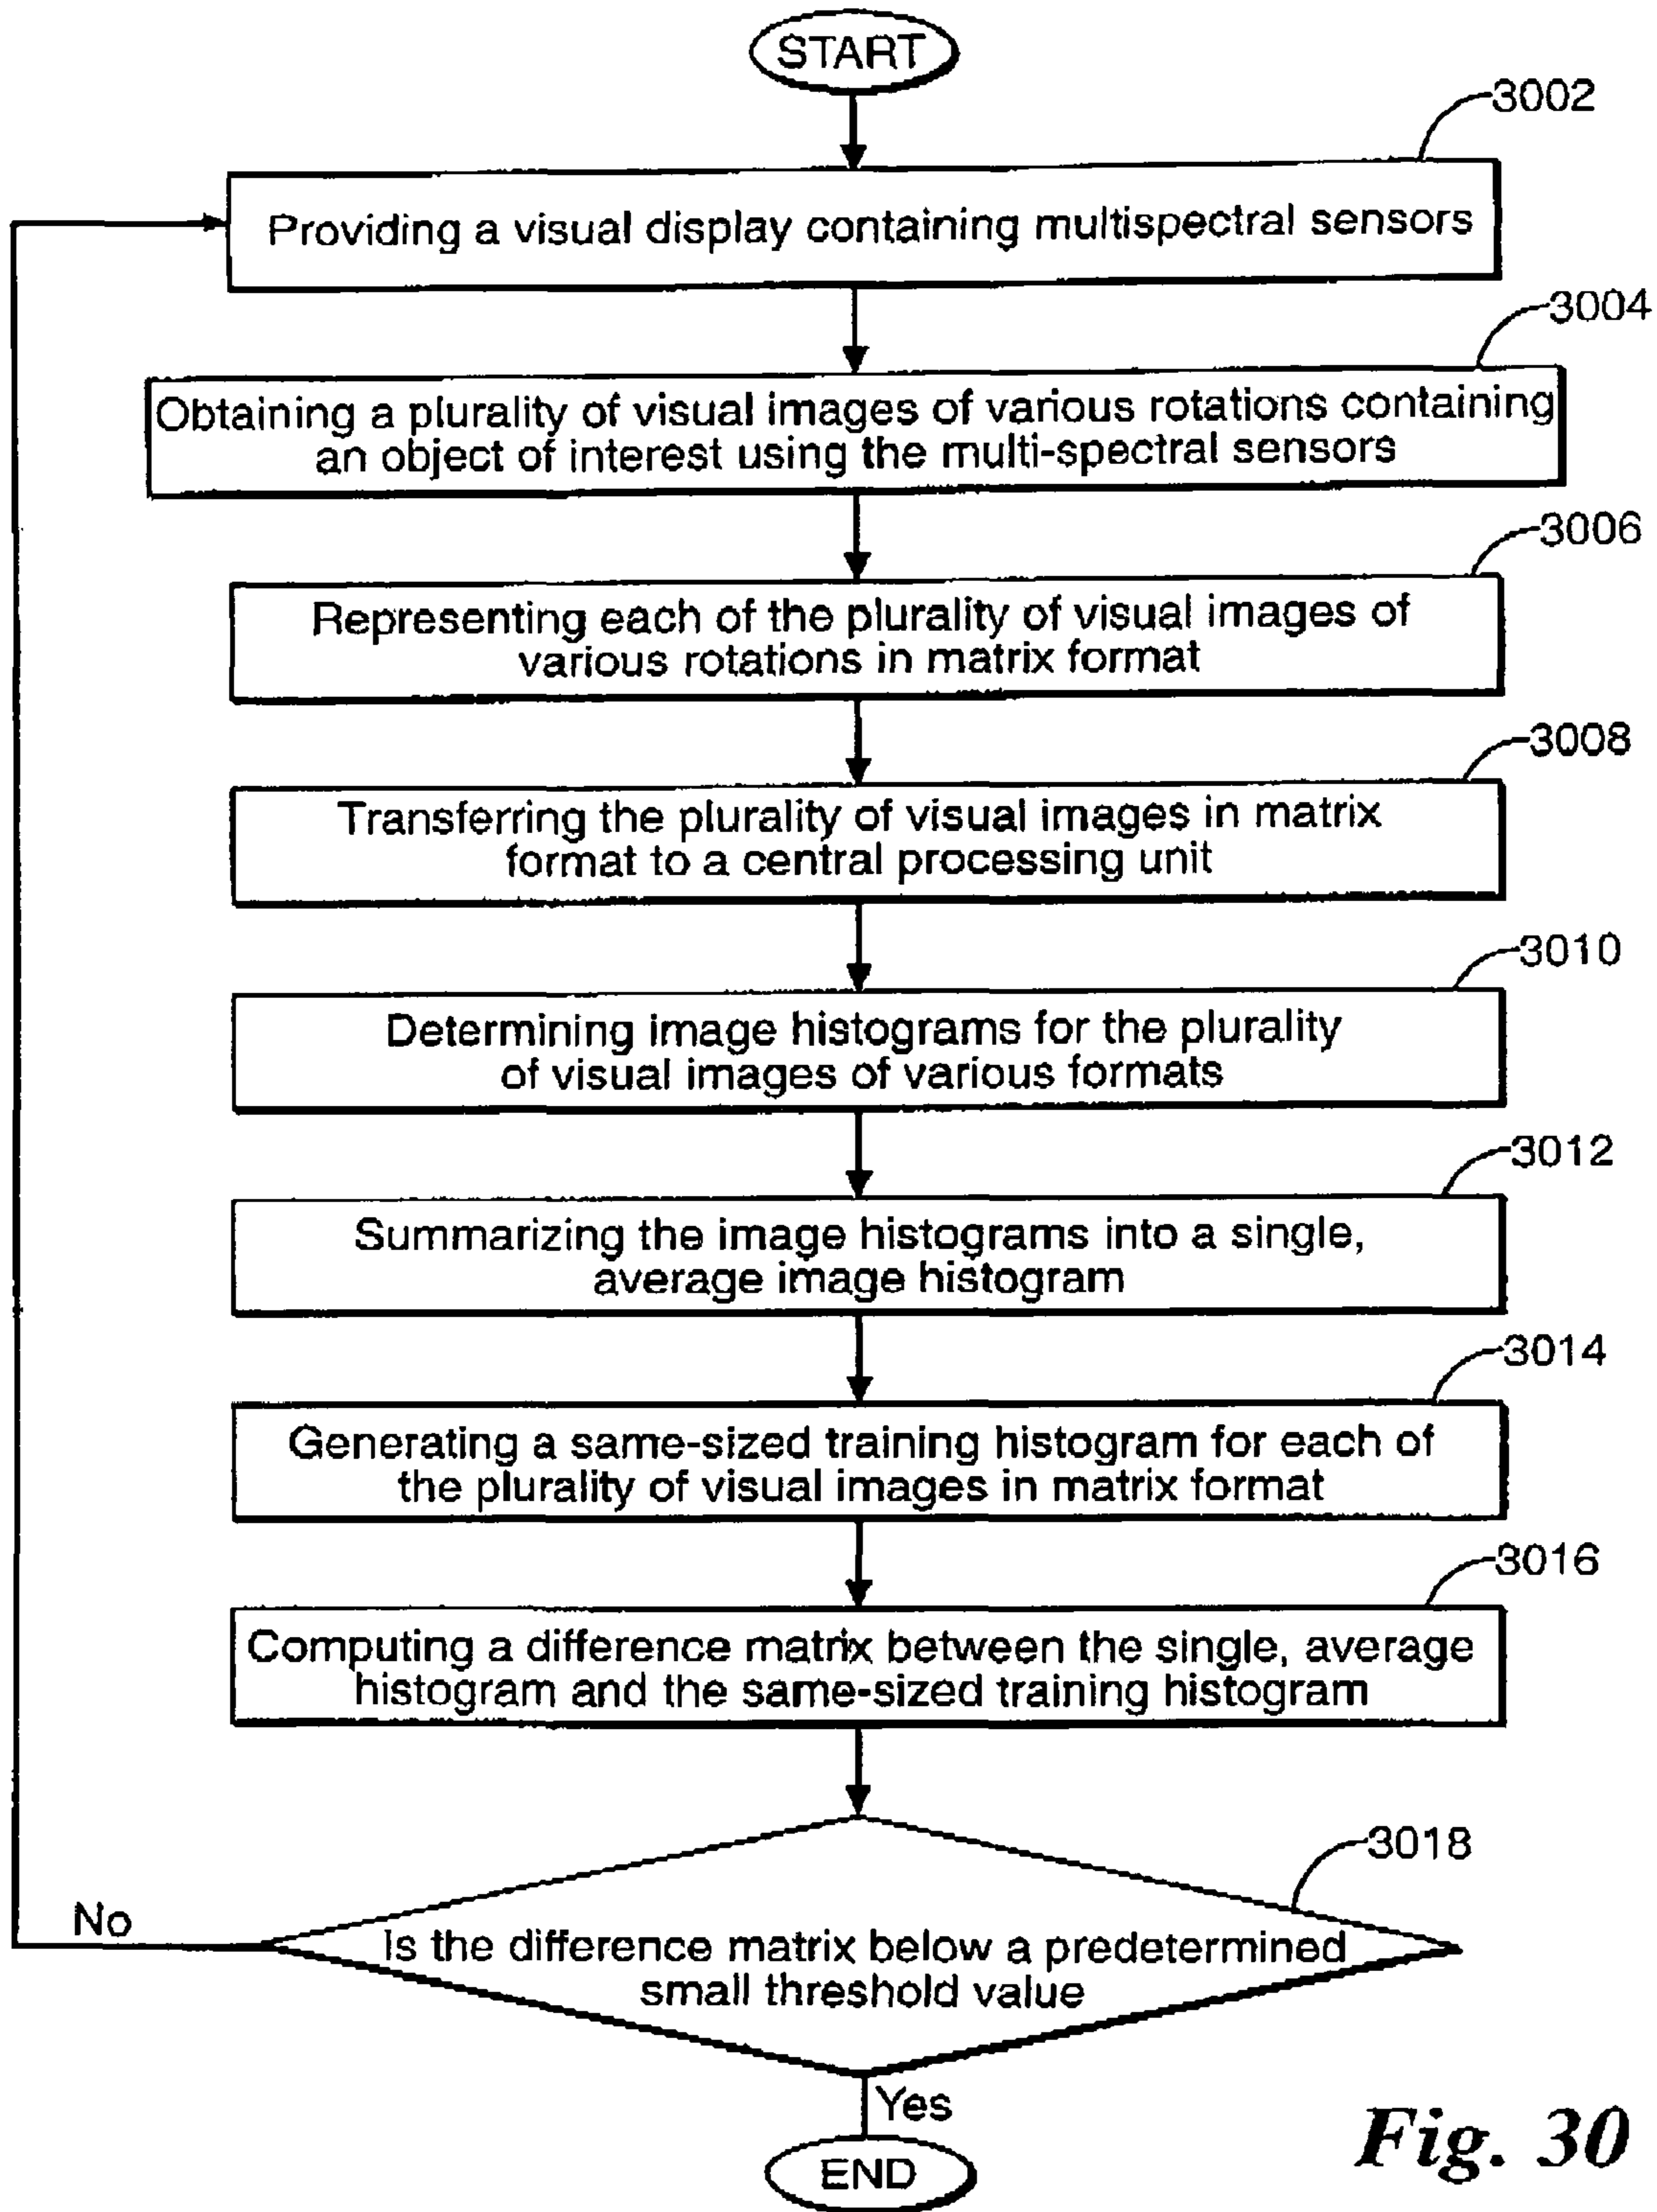 START
3002
Providing a visual display containing multispectral sensors
3004
Obtaining a plurality of visual images of various rotations containing
an object of interest using the multi-spectral sensors
3006
Representing each of the plurality of visual images of
various rotations in matrix format
3008
Transferring the plurality of visual images in matrix
format to a central processing unit
3010
Determining image histograms for the plurality
of visual images of various formats
3012
Summarizing the image histograms into a single,
average image histogram
3014
Generating a same-sized training histogram for each of
the plurality of visual images in matrix format
3016
Computing a difference matrix between the single, average
histogram and the same-sized training histogram
3018
No
Is the difference matrix below a predetermined
small threshold value
Yes
END
Fig. 30